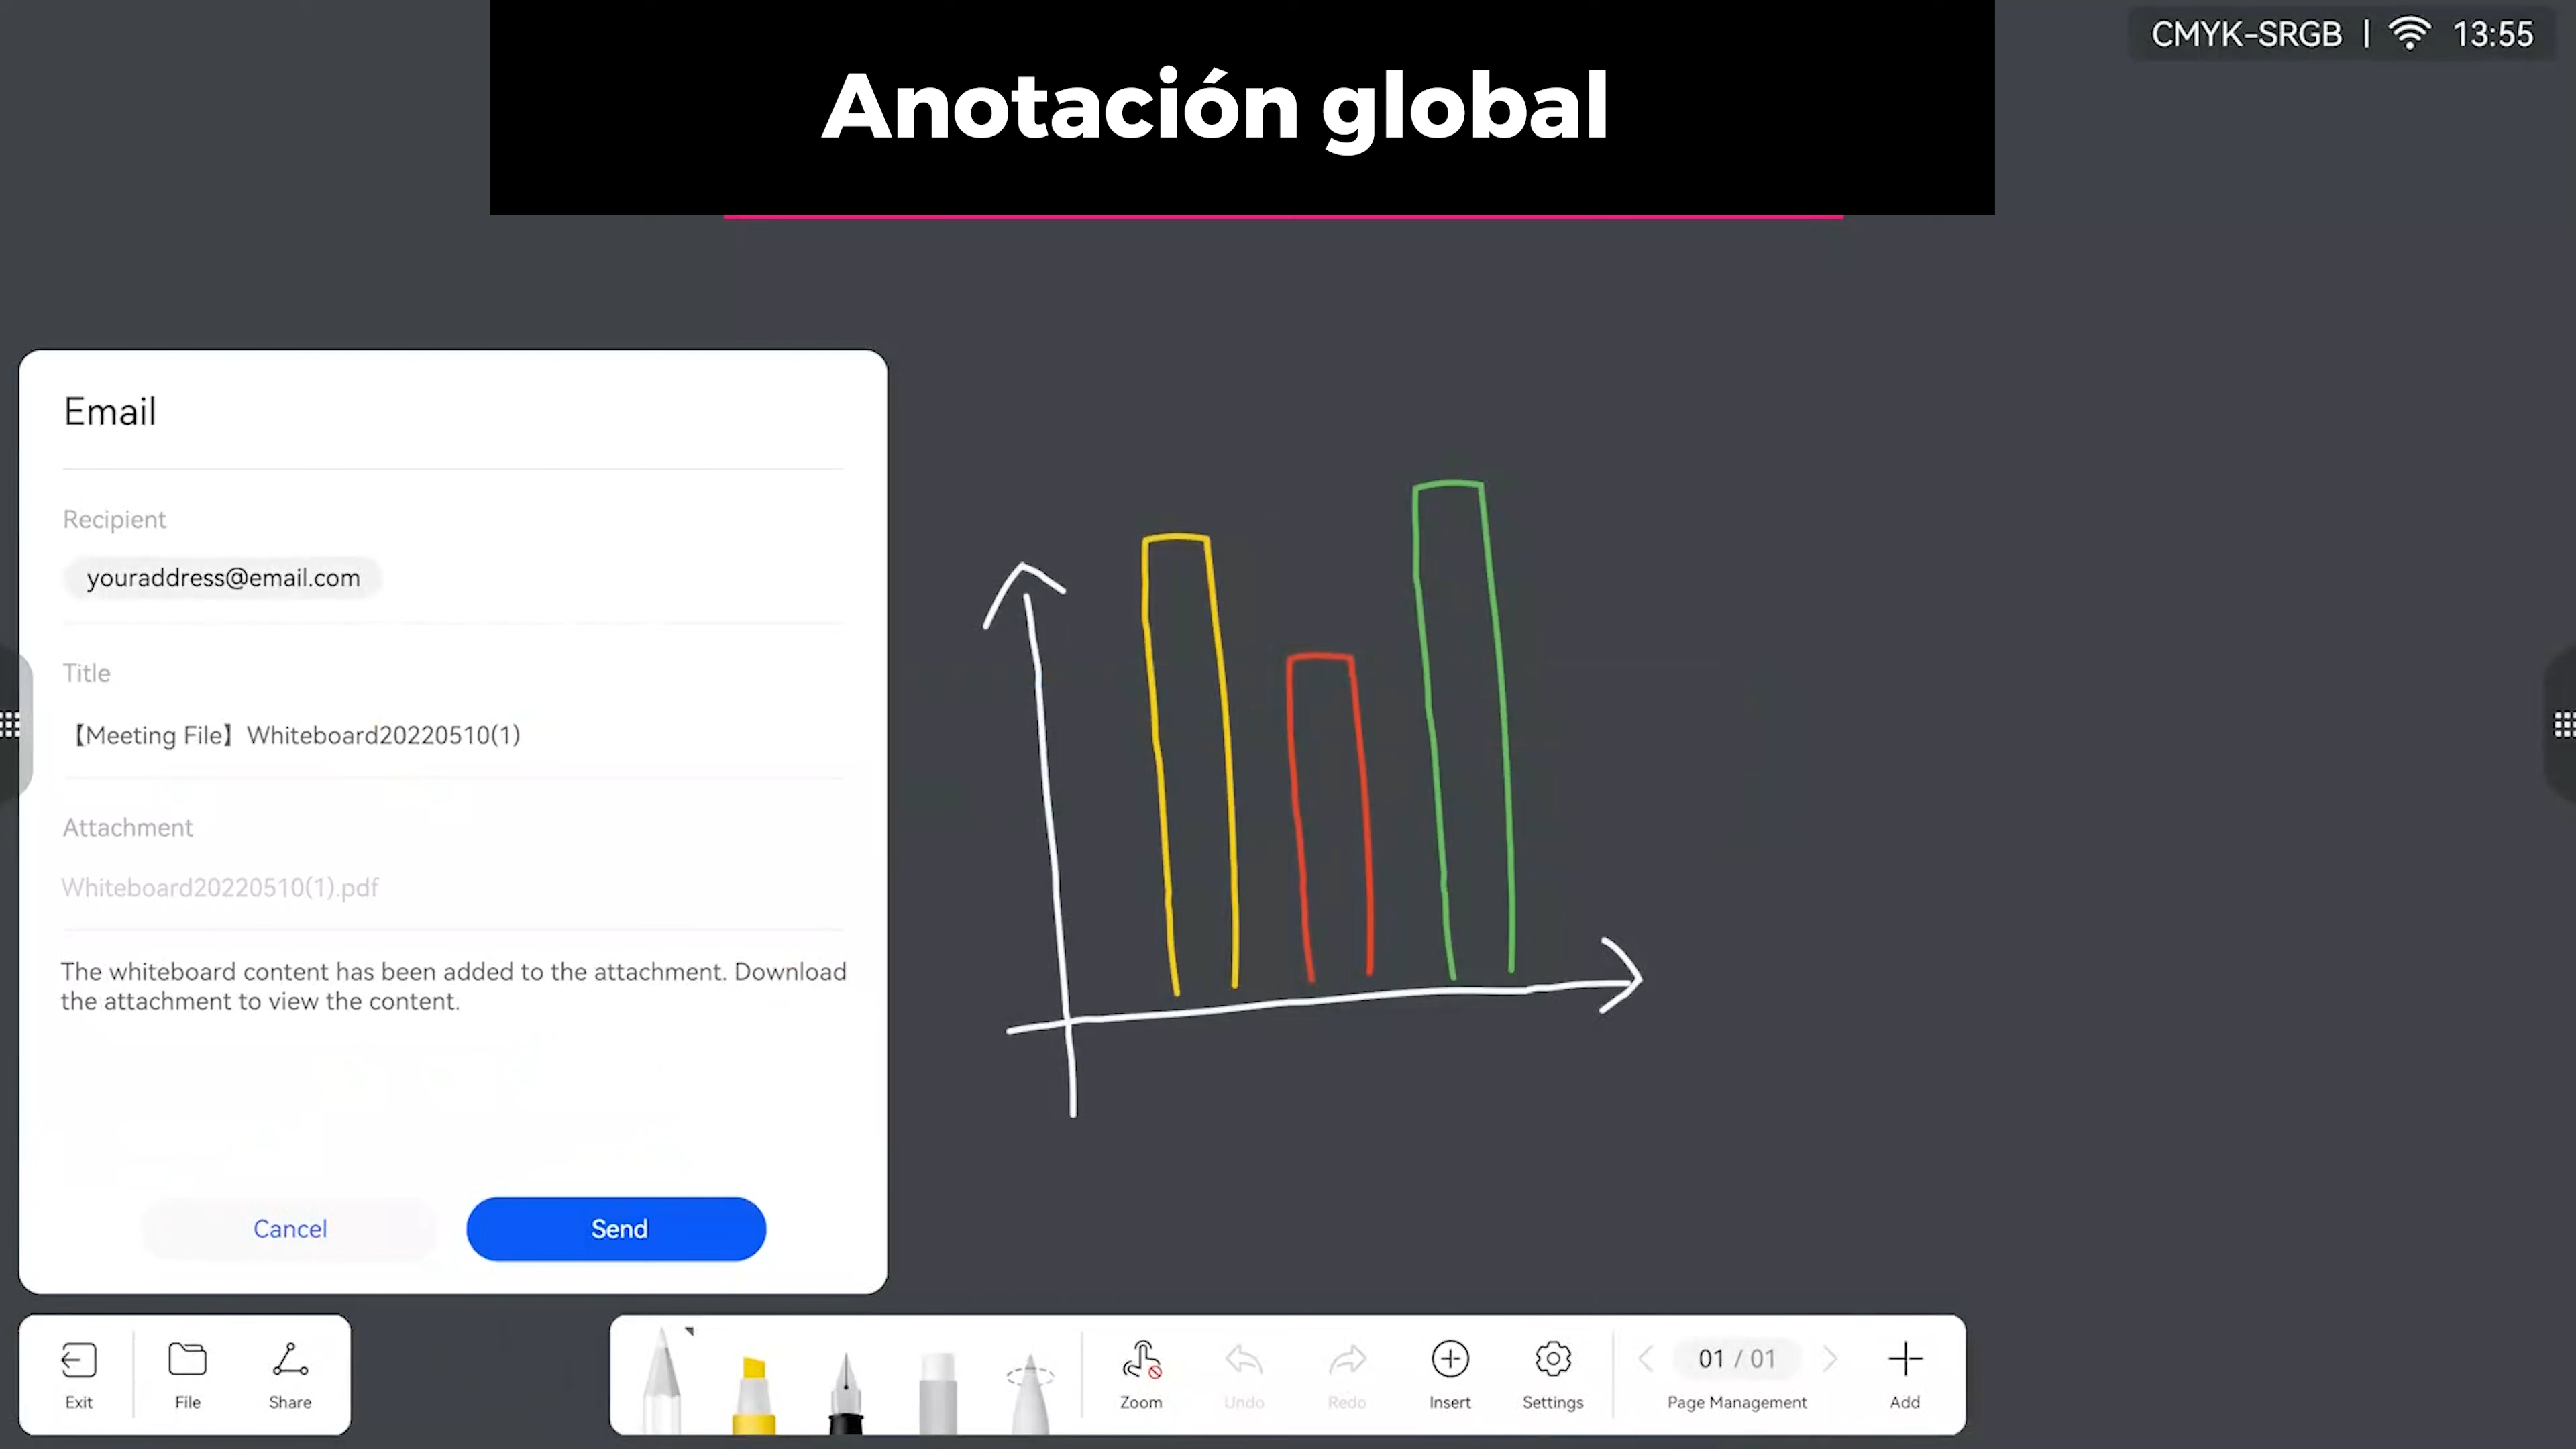 Anotación global
CMYK-SRGB | 13:55
Email
Recipient
youraddress@email.com
Title
【Meeting File】Whiteboard20220510(1)
Attachment
Whiteboard20220510(1).pdf
The whiteboard content has been added to the attachment. Download
the attachment to view the content.
Cancel
Send
Exit
File
Share
Zoom
Undo
Redo
Insert
Settings
01 / 01
Page Management
Add